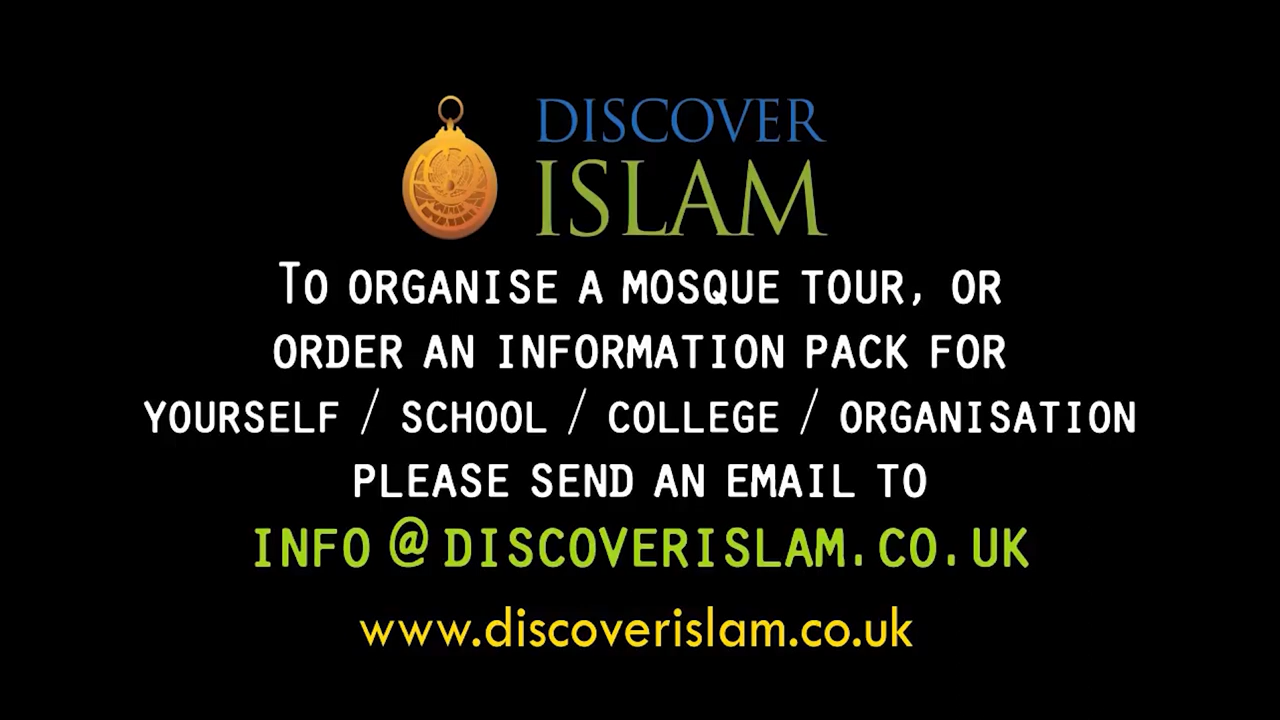 DISCOVER
ISLAM
TO ORGANISE A MOSQUE TOUR, OR
ORDER AN INFORMATION PACK FOR
YOURSELF / SCHOOL / COLLEGE / ORGANISATION
PLEASE SEND AN EMAIL TO
INFO@DISCOVERISLAM.CO.UK
www.discoverislam.co.uk